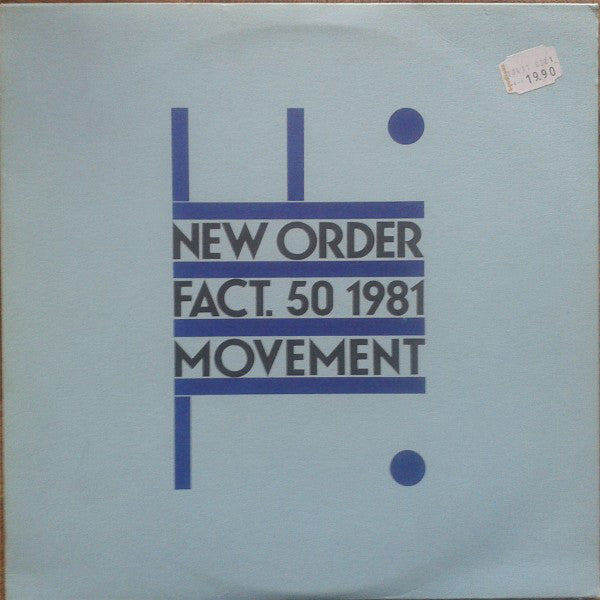 19.90
NEW ORDER
FACT. 50 1981
MOVEMENT